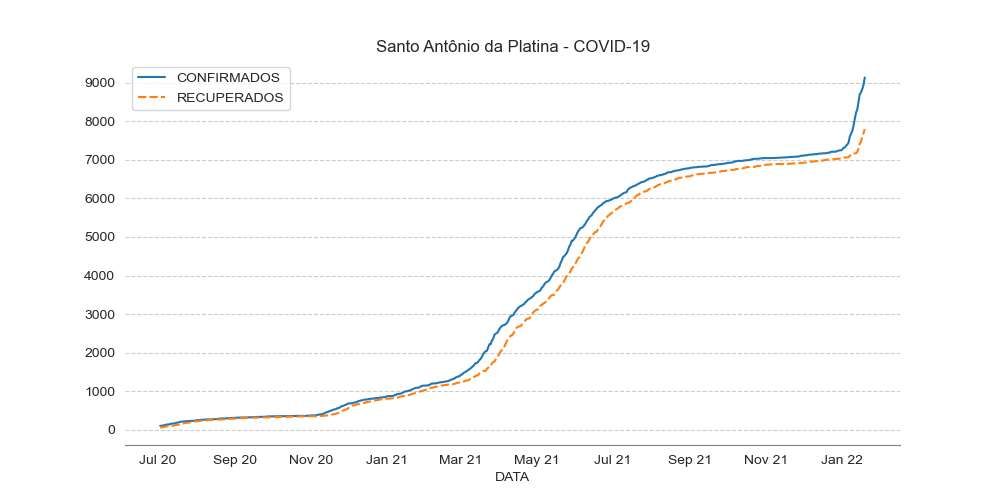 Santo Antônio da Platina - COVID-19
CONFIRMADOS
RECUPERADOS
9000
8000
7000
6000
5000
4000
3000
2000
1000
0
Jul 20 Sep 20 Nov 20 Jan 21 Mar 21 May 21 Jul 21 Sep 21 Nov 21 Jan 22
DATA